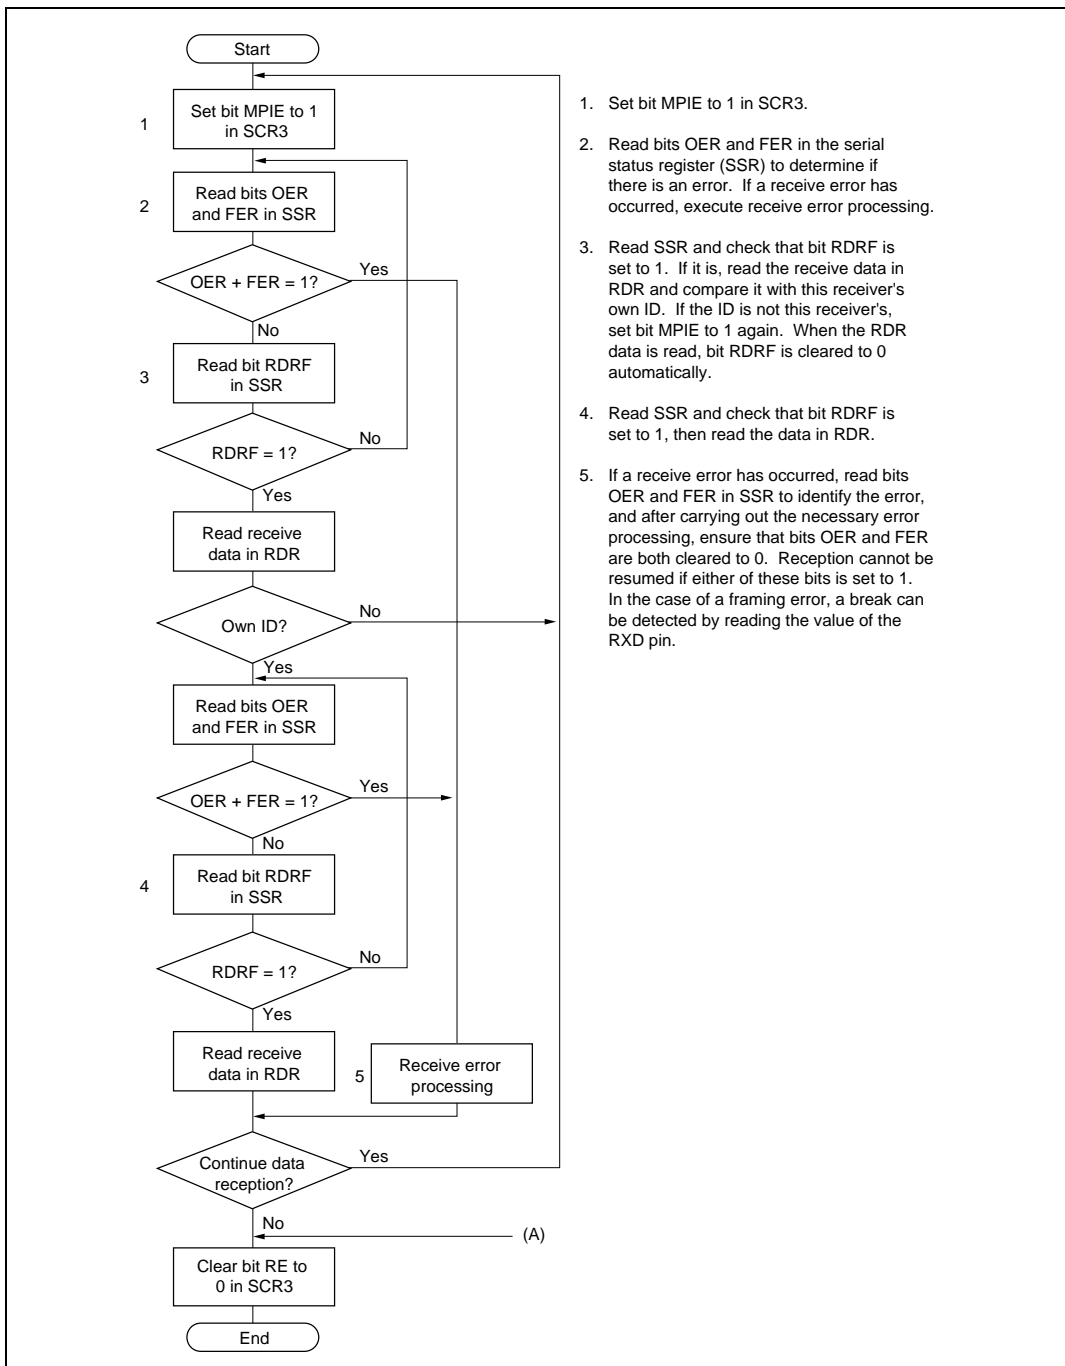 Start
1
Set bit MPIE to 1
in SCR3
2
Read bits OER
and FER in SSR
OER + FER = 1?
Yes
No
3
Read bit RDRF
in SSR
RDRF = 1?
No
Yes
Read receive
data in RDR
Own ID?
No
Yes
Read bits OER
and FER in SSR
OER + FER = 1?
Yes
No
4
Read bit RDRF
in SSR
RDRF = 1?
No
Yes
Read receive
data in RDR
5
Receive error
processing
Continue data
reception?
Yes
No
(A)
Clear bit RE to
0 in SCR3
End
1. Set bit MPIE to 1 in SCR3.
2. Read bits OER and FER in the serial
status register (SSR) to determine if
there is an error. If a receive error has
occurred, execute receive error processing.
3. Read SSR and check that bit RDRF is
set to 1. If it is, read the receive data in
RDR and compare it with this receiver's
own ID. If the ID is not this receiver's,
set bit MPIE to 1 again. When the RDR
data is read, bit RDRF is cleared to 0
automatically.
4. Read SSR and check that bit RDRF is
set to 1, then read the data in RDR.
5. If a receive error has occurred, read bits
OER and FER in SSR to identify the error,
and after carrying out the necessary error
processing, ensure that bits OER and FER
are both cleared to 0. Reception cannot be
resumed if either of these bits is set to 1.
In the case of a framing error, a break can
be detected by reading the value of the
RXD pin.